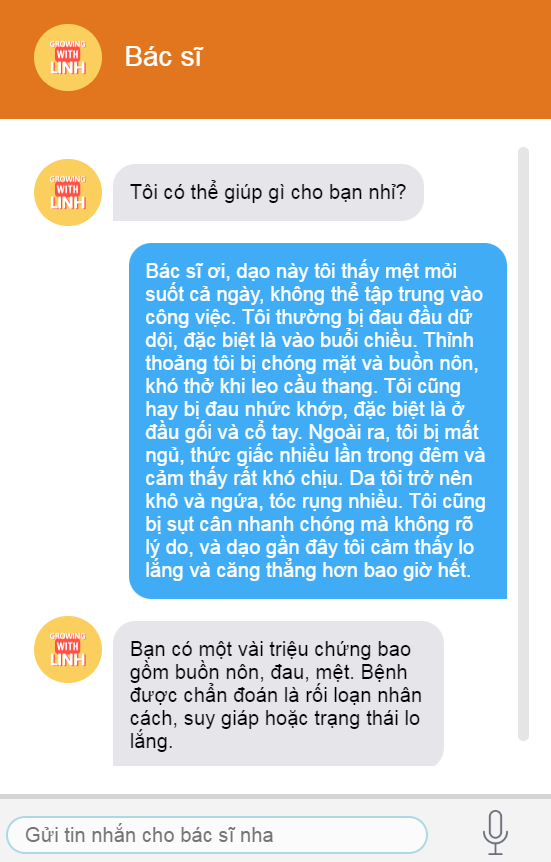 GROWING
WITH
LINH
Bác sĩ
GROWING
WITH
LINH
Tôi có thể giúp gì cho bạn nhỉ?
Bác sĩ ơi, dạo này tôi thấy mệt mỏi
suốt cả ngày, không thể tập trung vào
công việc. Tôi thường bị đau đầu dữ
dội, đặc biệt là vào buổi chiều. Thỉnh
thoảng tôi bị chóng mặt và buồn nôn,
khó thở khi leo cầu thang. Tôi cũng
hay bị đau nhức khớp, đặc biệt là ở
đầu gối và cổ tay. Ngoài ra, tôi bị mất
ngủ, thức giấc nhiều lần trong đêm và
cảm thấy rất khó chịu. Da tôi trở nên
khô và ngứa, tóc rụng nhiều. Tôi cũng
bị sụt cân nhanh chóng mà không rõ
lý do, và dạo gần đây tôi cảm thấy lo
lắng và căng thẳng hơn bao giờ hết.
GROWING
WITH
LINH
Bạn có một vài triệu chứng bao
gồm buồn nôn, đau, mệt. Bệnh
được chẩn đoán là rối loạn nhân
cách, suy giáp hoặc trạng thái lo
lắng.
Gửi tin nhắn cho bác sĩ nha